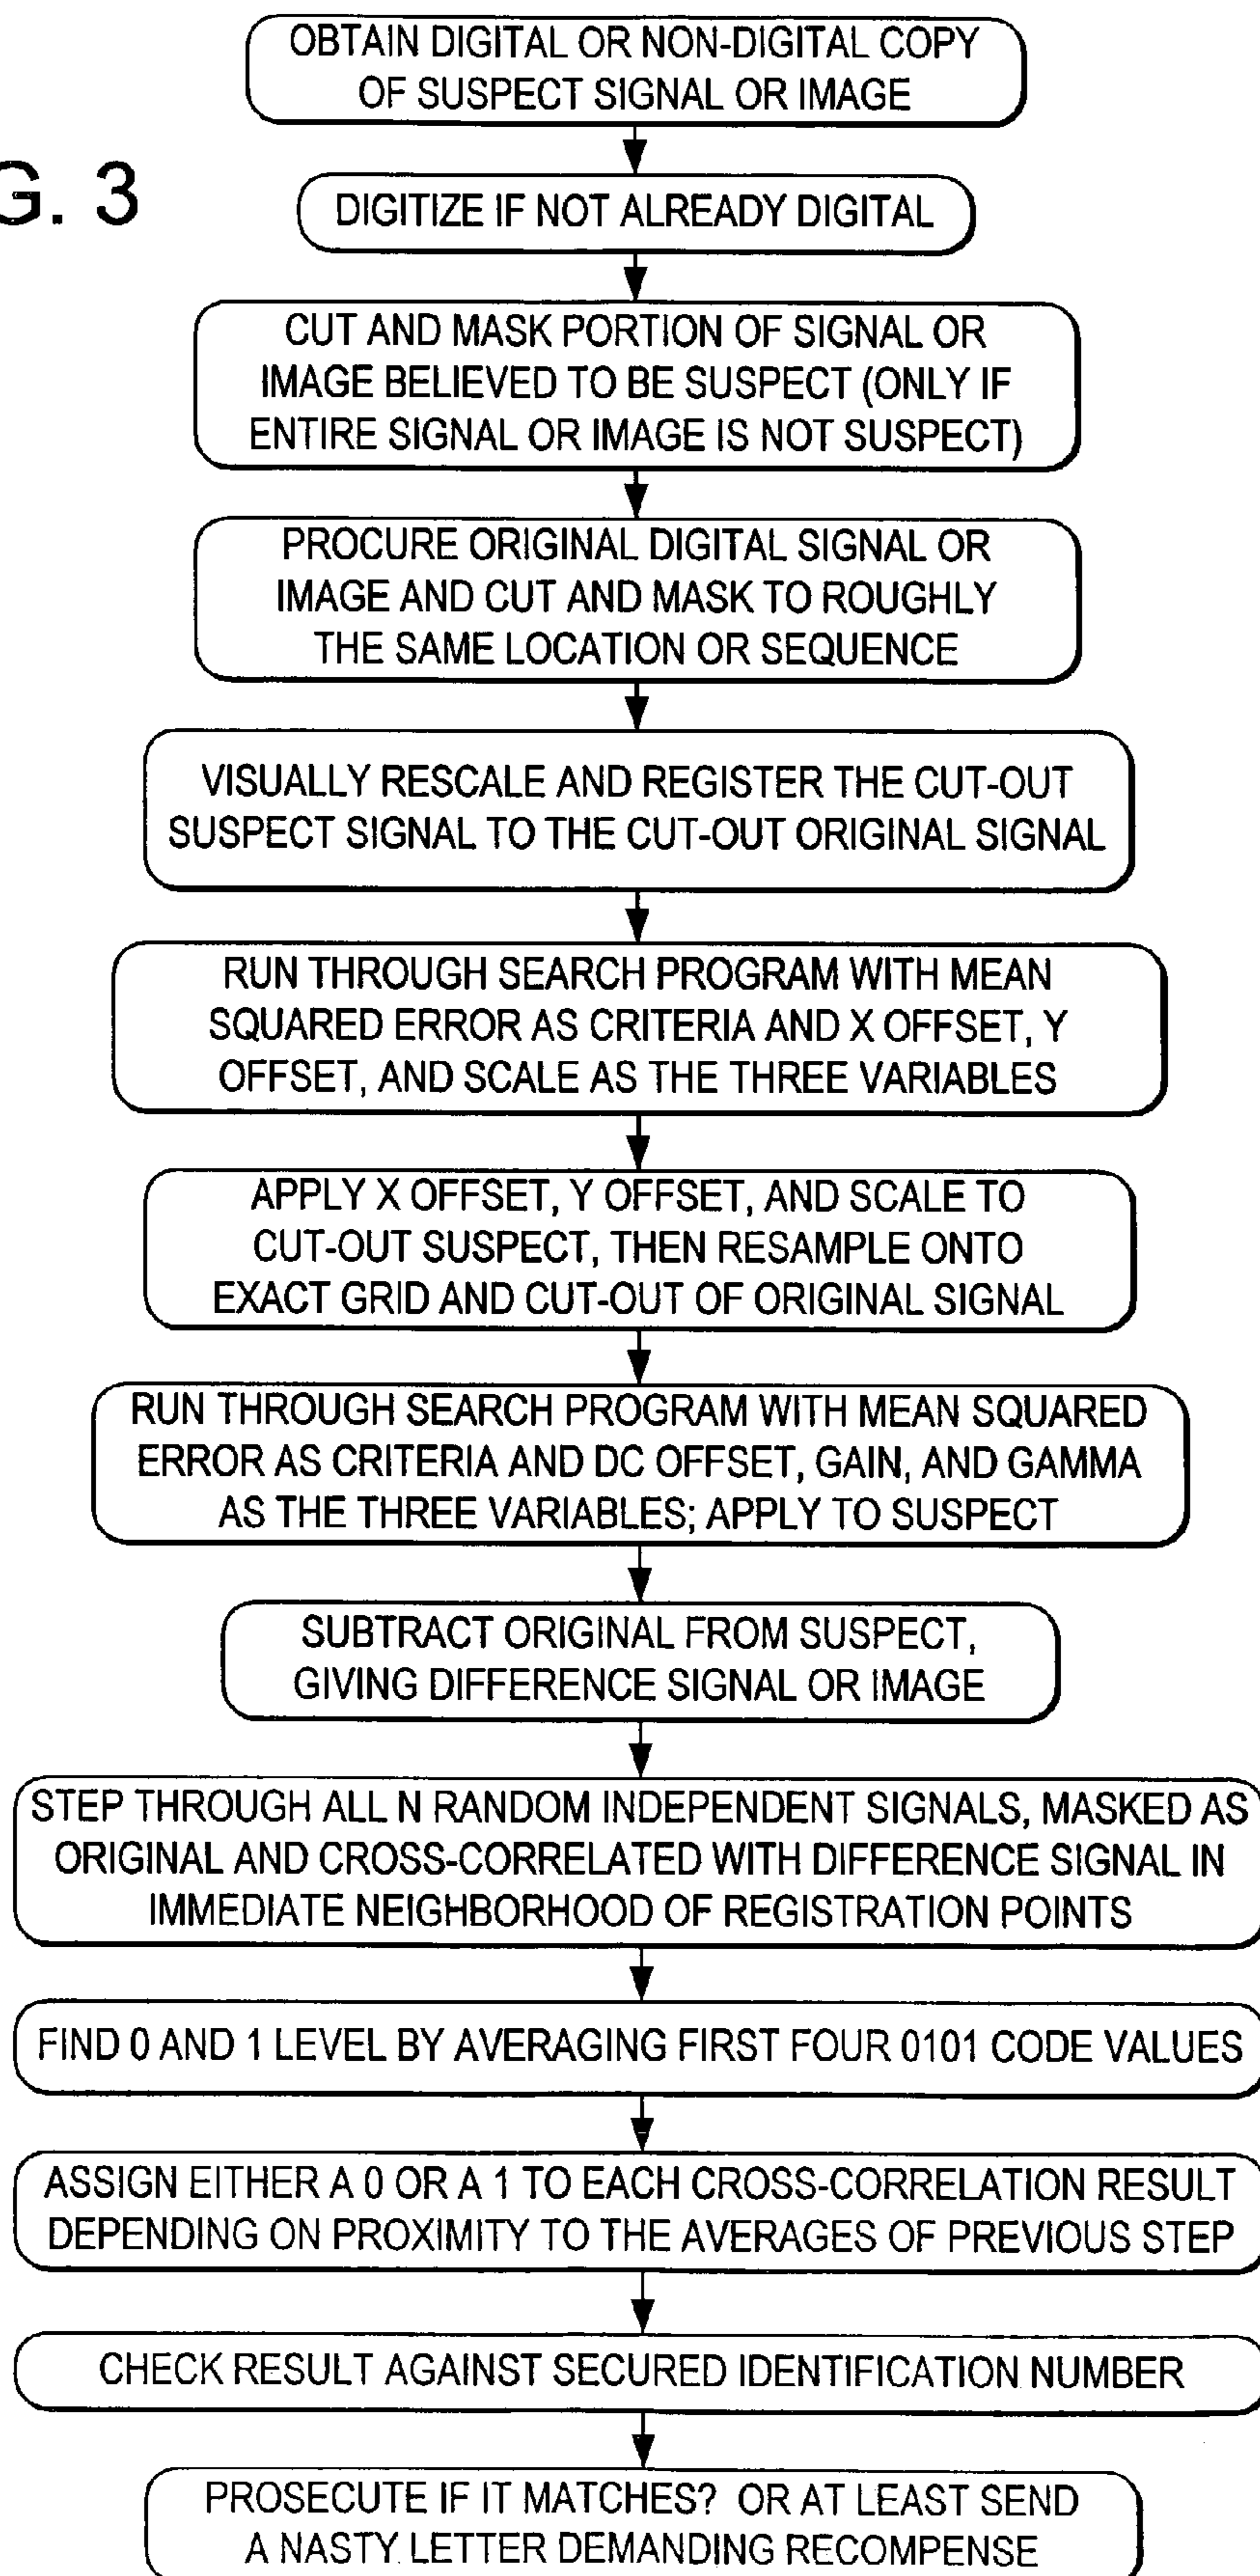 OBTAIN DIGITAL OR NON-DIGITAL COPY
OF SUSPECT SIGNAL OR IMAGE
G. 3
DIGITIZE IF NOT ALREADY DIGITAL
CUT AND MASK PORTION OF SIGNAL OR
IMAGE BELIEVED TO BE SUSPECT (ONLY IF
ENTIRE SIGNAL OR IMAGE IS NOT SUSPECT)
PROCURE ORIGINAL DIGITAL SIGNAL OR
IMAGE AND CUT AND MASK TO ROUGHLY
THE SAME LOCATION OR SEQUENCE
VISUALLY RESCALE AND REGISTER THE CUT-OUT
SUSPECT SIGNAL TO THE CUT-OUT ORIGINAL SIGNAL
RUN THROUGH SEARCH PROGRAM WITH MEAN
SQUARED ERROR AS CRITERIA AND X OFFSET, Y
OFFSET, AND SCALE AS THE THREE VARIABLES
APPLY X OFFSET, Y OFFSET, AND SCALE TO
CUT-OUT SUSPECT, THEN RESAMPLE ONTO
EXACT GRID AND CUT-OUT OF ORIGINAL SIGNAL
RUN THROUGH SEARCH PROGRAM WITH MEAN SQUARED
ERROR AS CRITERIA AND DC OFFSET, GAIN, AND GAMMA
AS THE THREE VARIABLES; APPLY TO SUSPECT
SUBTRACT ORIGINAL FROM SUSPECT,
GIVING DIFFERENCE SIGNAL OR IMAGE
STEP THROUGH ALL N RANDOM INDEPENDENT SIGNALS, MASKED AS
ORIGINAL AND CROSS-CORRELATED WITH DIFFERENCE SIGNAL IN
IMMEDIATE NEIGHBORHOOD OF REGISTRATION POINTS
FIND 0 AND 1 LEVEL BY AVERAGING FIRST FOUR 0101 CODE VALUES
ASSIGN EITHER A 0 OR A 1 TO EACH CROSS-CORRELATION RESULT
DEPENDING ON PROXIMITY TO THE AVERAGES OF PREVIOUS STEP
CHECK RESULT AGAINST SECURED IDENTIFICATION NUMBER
PROSECUTE IF IT MATCHES? OR AT LEAST SEND
A NASTY LETTER DEMANDING RECOMPENSE